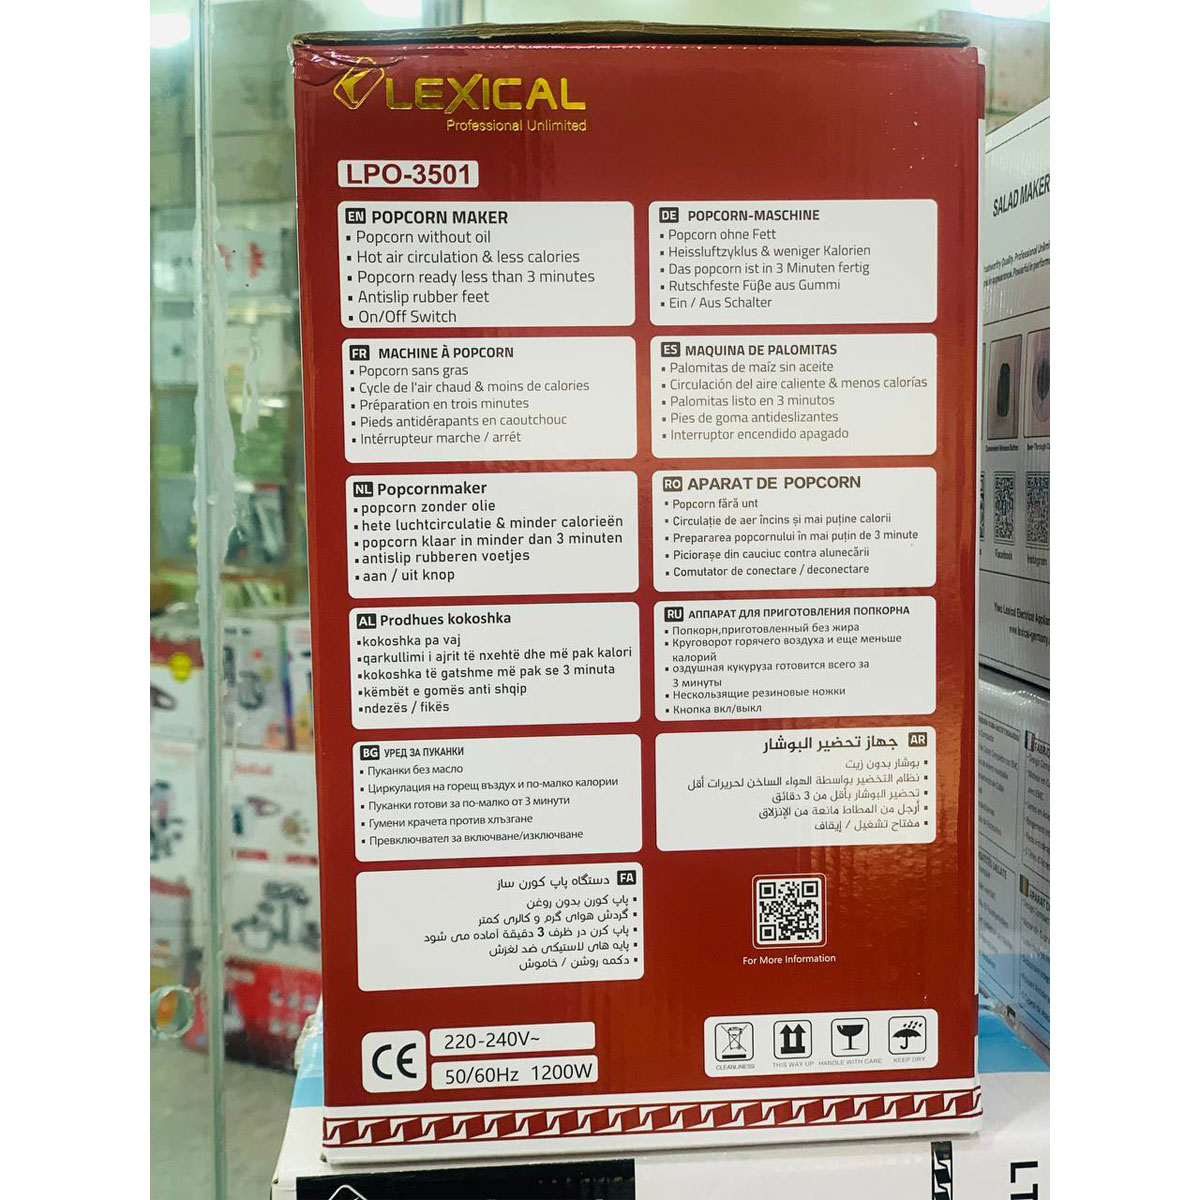 LEXICAL
Professional Unlimited
LPO-3501
EN POPCORN MAKER
▪ Popcorn without oil
▪ Hot air circulation & less calories
▪ Popcorn ready less than 3 minutes
▪ Antislip rubber feet
▪ On/Off Switch
DE POPCORN-MASCHINE
▪ Popcorn ohne Fett
▪ Heissluftzyklus & weniger Kalorien
▪ Das popcorn ist in 3 Minuten fertig
▪ Rutschfeste Füβe aus Gummi
▪ Ein / Aus Schalter
FR MACHINE À POPCORN
▪ Popcorn sans gras
▪ Cycle de l'air chaud & moins de calories
▪ Préparation en trois minutes
▪ Pieds antidérapants en caoutchouc
▪ Intérrupteur marche / arrét
ES MAQUINA DE PALOMITAS
▪ Palomitas de maíz sin aceite
▪ Circulación del aire caliente & menos calorías
▪ Palomitas listo en 3 minutos
▪ Pies de goma antideslizantes
▪ Interruptor encendido apagado
NL Popcornmaker
▪ popcorn zonder olie
▪ hete luchtcirculatie & minder calorieën
▪ popcorn klaar in minder dan 3 minuten
▪ antislip rubberen voetjes
▪ aan / uit knop
RO APARAT DE POPCORN
▪ Popcorn fără unt
▪ Circulație de aer încins și mai puține calorii
▪ Prepararea popcornului în mai puțin de 3 minute
▪ Picioraşe din cauciuc contra alunecării
▪ Comutator de conectare / deconectare
AL Prodhues kokoshka
▪kokoshka pa vaj
▪qarkullimi i ajrit të nxehtë dhe më pak kalori
▪kokoshka të gatshme më pak se 3 minuta
▪këmbët e gomës anti shqip
▪ndezës / fikës
RU АППАРАТ ДЛЯ ПРИГОТОВЛЕНИЯ ПОПКОРНА
▪ Попкорн,приготовленный без жира
▪ Круговорот горячего воздуха и еще меньше
калорий
▪ оздушная кукуруза готовится всего за
3 минуты
▪ Нескользящие резиновые ножки
▪ Кнопка вкл/выкл
BG УРЕД ЗА ПУКАНКИ
▪ Пуканки без масло
▪ Циркулация на горещ въздух и по-малко калории
▪ Пуканки готови за по-малко от 3 минути
▪ Гумени крачета против хлъзгане
▪ Превключвател за включване/изключване
AR جهاز تحضير البوشار
▪ بوشار بدون زيت
▪ نظام التحضير بواسطة الهواء الساخن لحريرات أقل
▪ تحضير البوشار بأقل من 3 دقائق
▪ أرجل من المطاط مانعة من الإنزلاق
▪ مفتاح تشغيل / إيقاف
FA دستگاه پاپ کورن ساز
▪ پاپ کورن بدون روغن
▪ گردش هوای گرم و کالری کمتر
▪ پاپ کرن در ظرف 3 دقیقة آماده می شود
▪ پایه های لاستیکی ضد لغزش
▪ دکمه روشن / خاموش
For More Information
CE
220-240V~
50/60Hz 1200W
CLEANLINESS
THIS WAY UP
HANDLE WITH CARE
KEEP DRY
SALAD MAKER
Facebook
Instagram